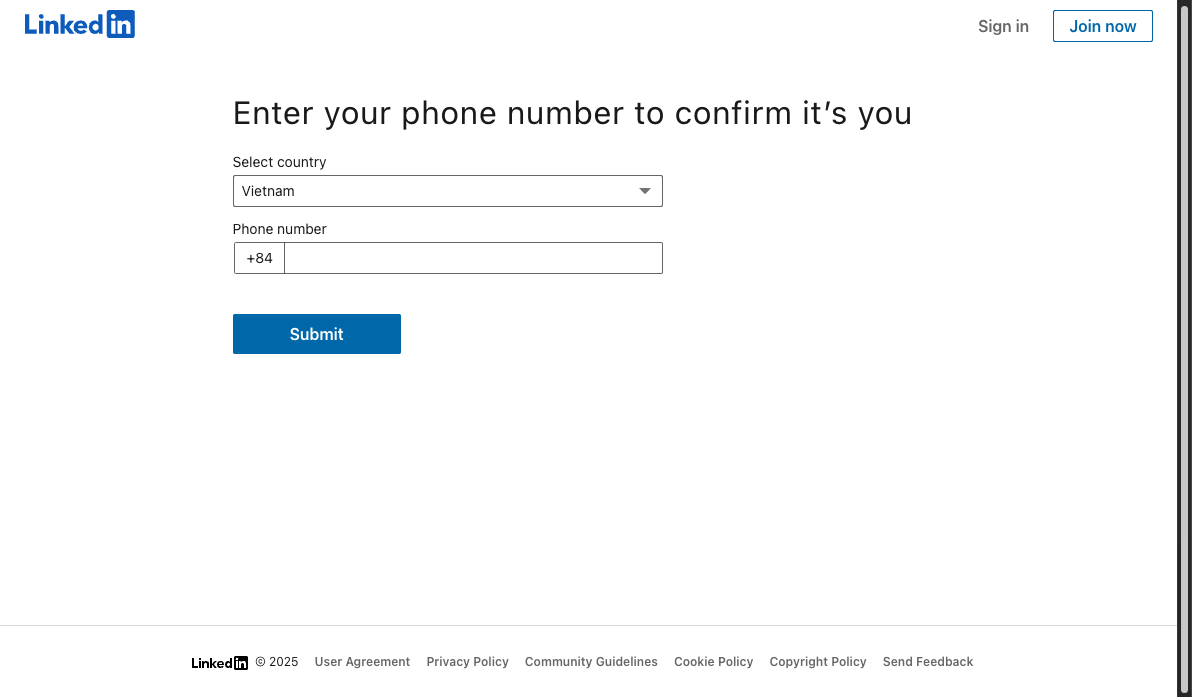 LinkedIn
Sign in
Join now
Enter your phone number to confirm it’s you
Select country
Vietnam
Phone number
+84
Submit
LinkedIn © 2025 User Agreement Privacy Policy Community Guidelines Cookie Policy Copyright Policy Send Feedback